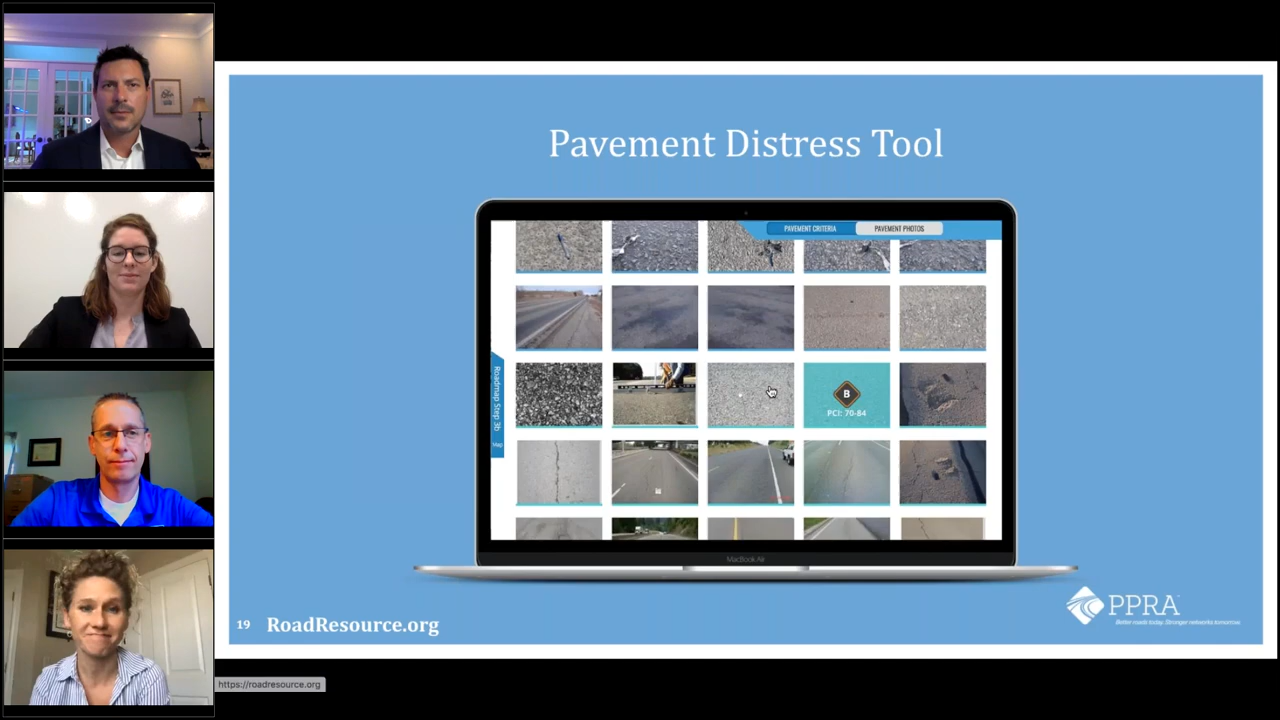 Pavement Distress Tool
PAVEMENT CRITERIA
PAVEMENT PHOTOS
Roadmap Step 3b
Map
B
PCI: 70-84
MacBook Air
PPRA
Better roads today. Stronger networks tomorrow.
19 RoadResource.org
https://roadresource.org